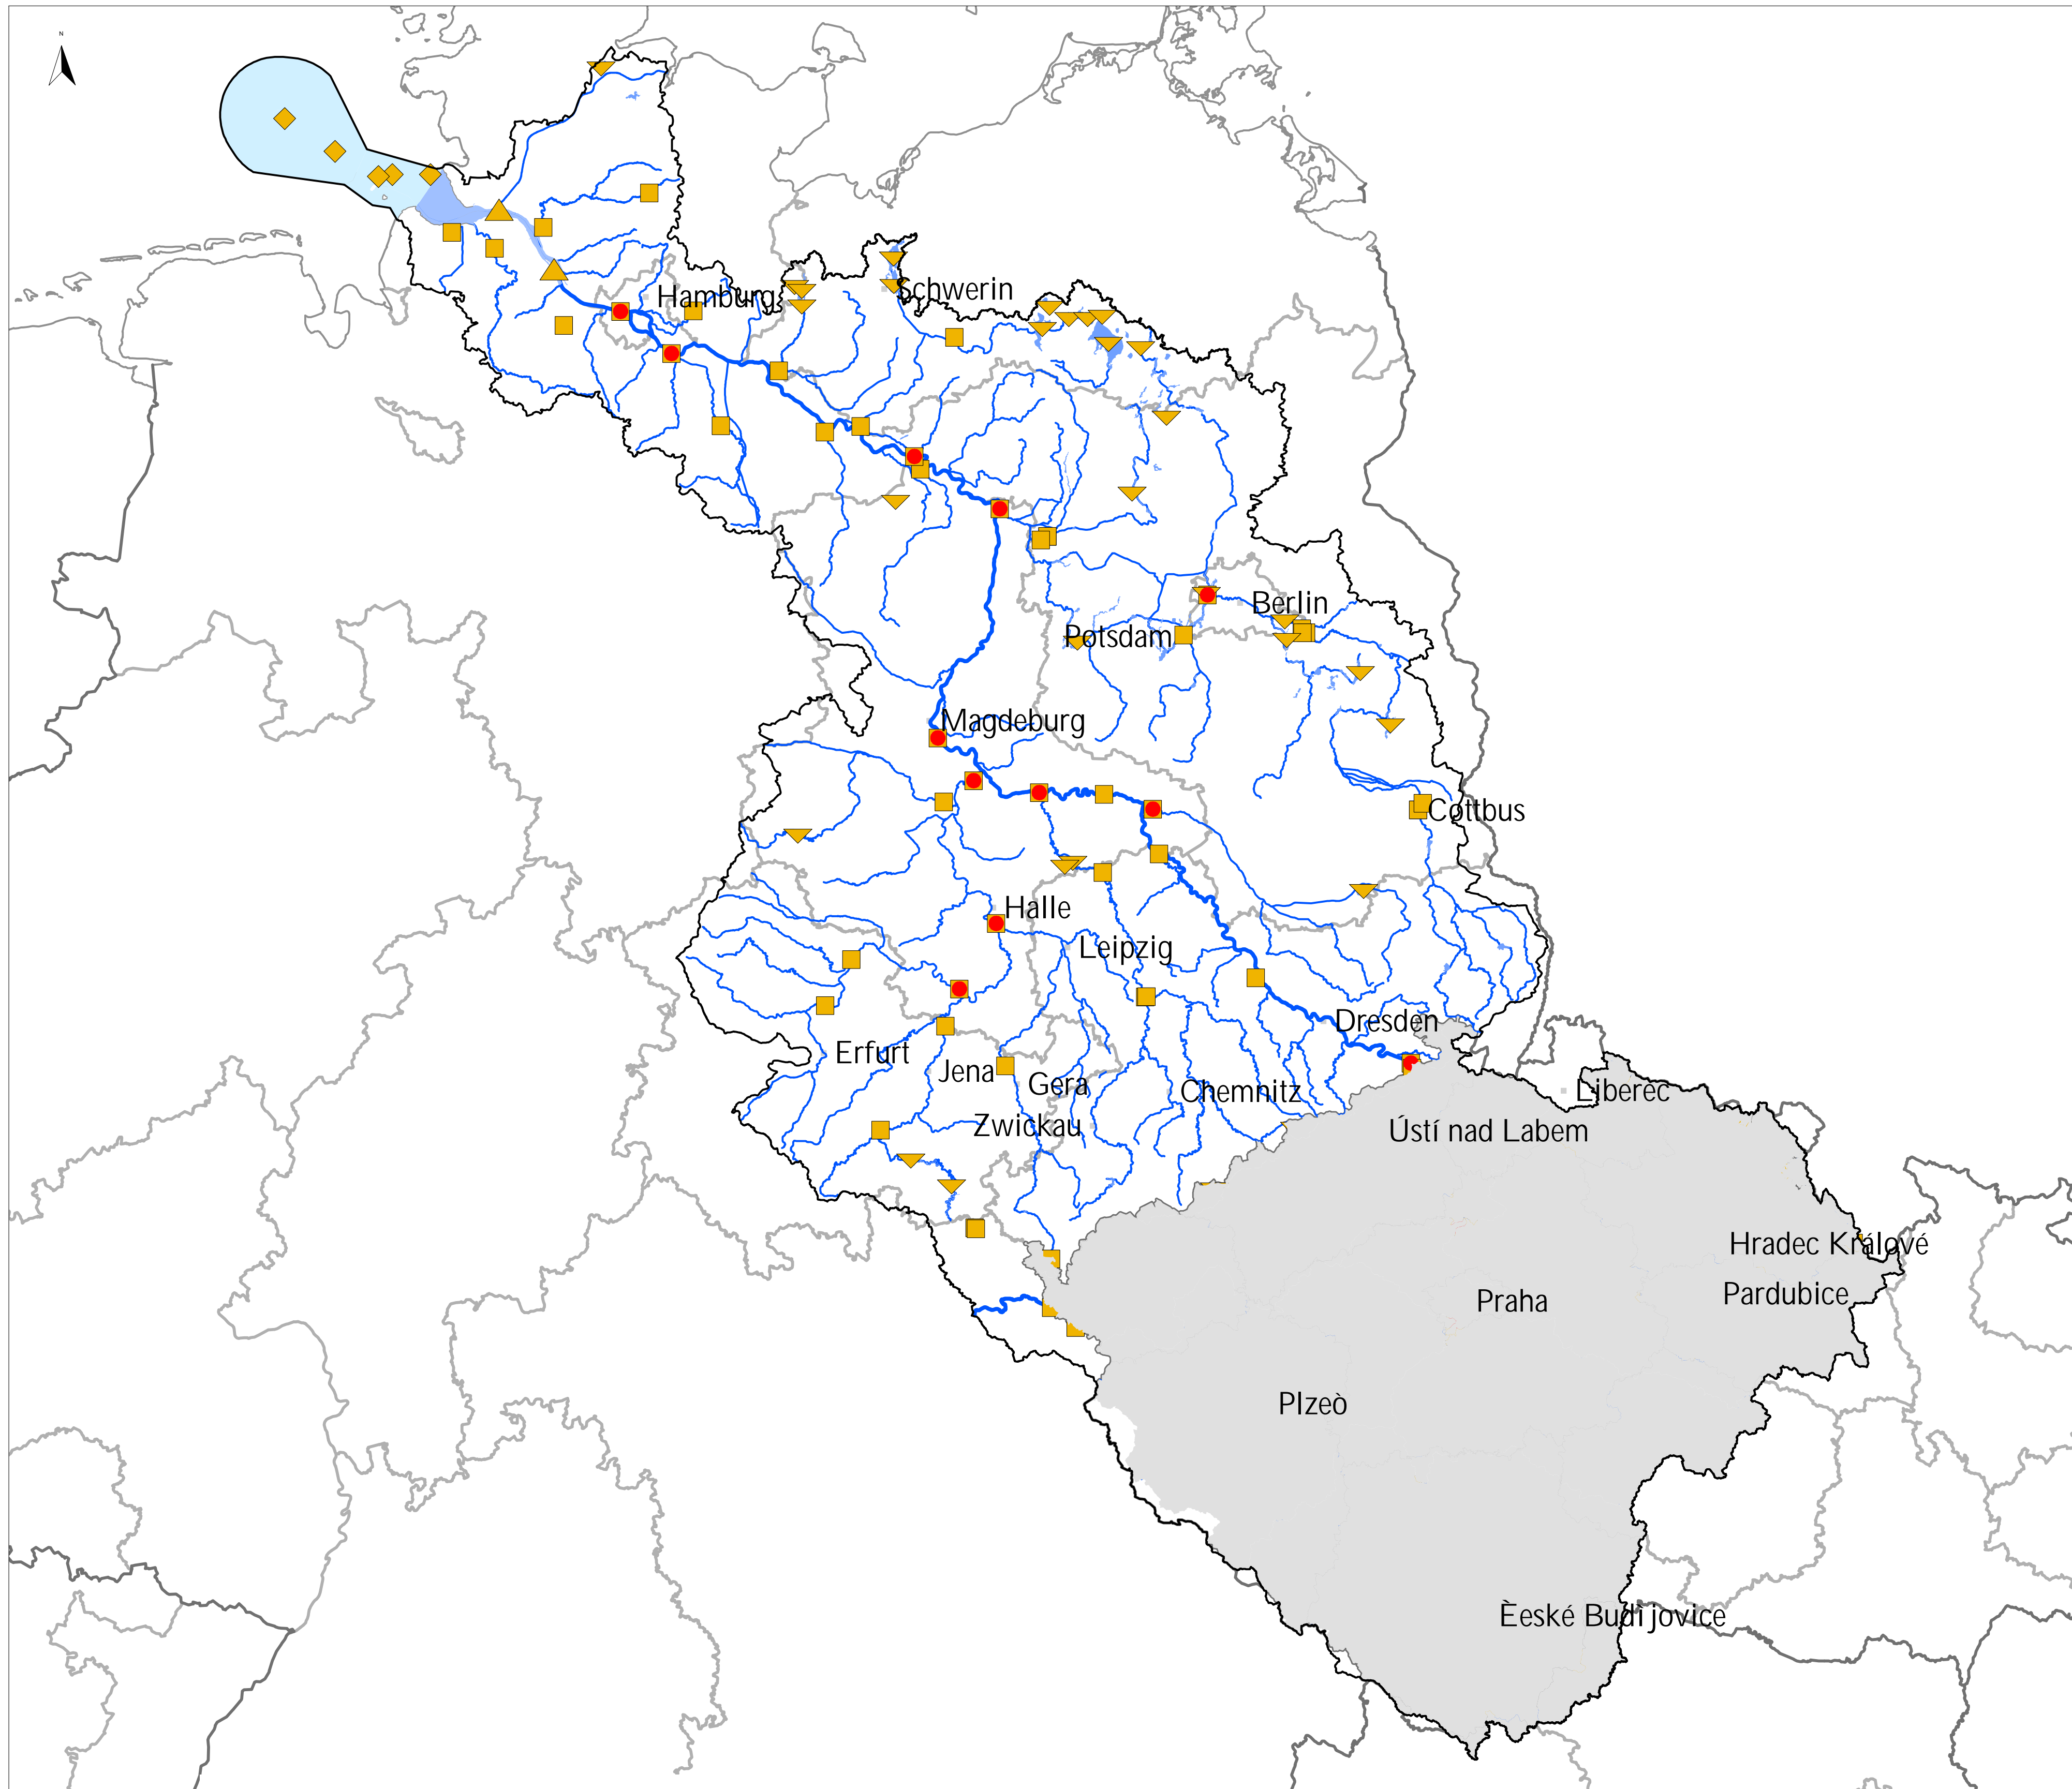 N
Schwerin
Hamburg
Berlin
Potsdam
Magdeburg
Cottbus
Halle
Leipzig
Dresden
Erfurt
Jena
Gera
Chemnitz
Liberec
Zwickau
Ústí nad Labem
Hradec Králové
Praha
Pardubice
Plzeò
Èeské Budìjovice